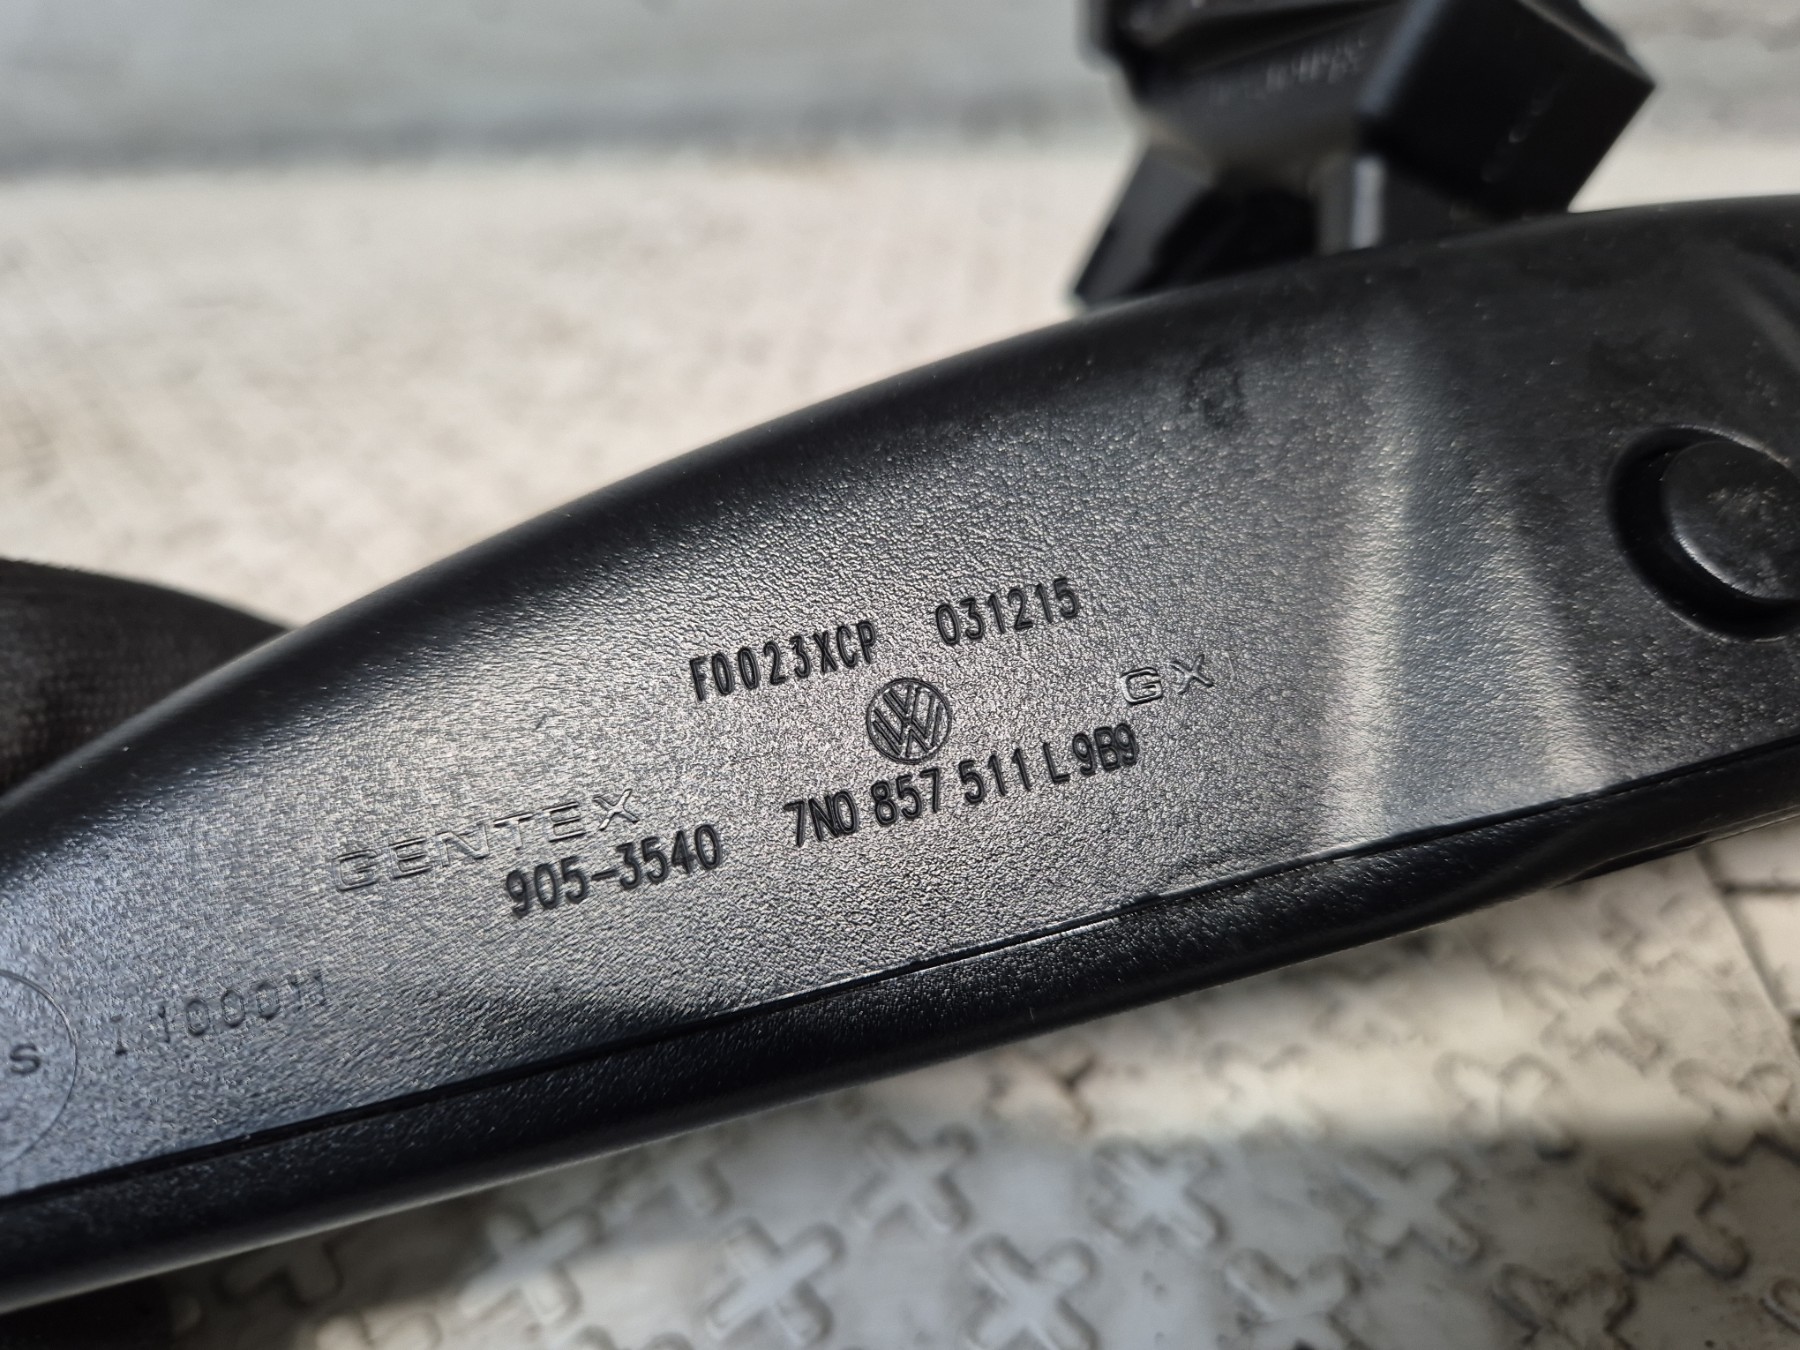 F0023XCP 031215
GX
GENTEX
905-3540 7N0 857 511 L 9B9
S